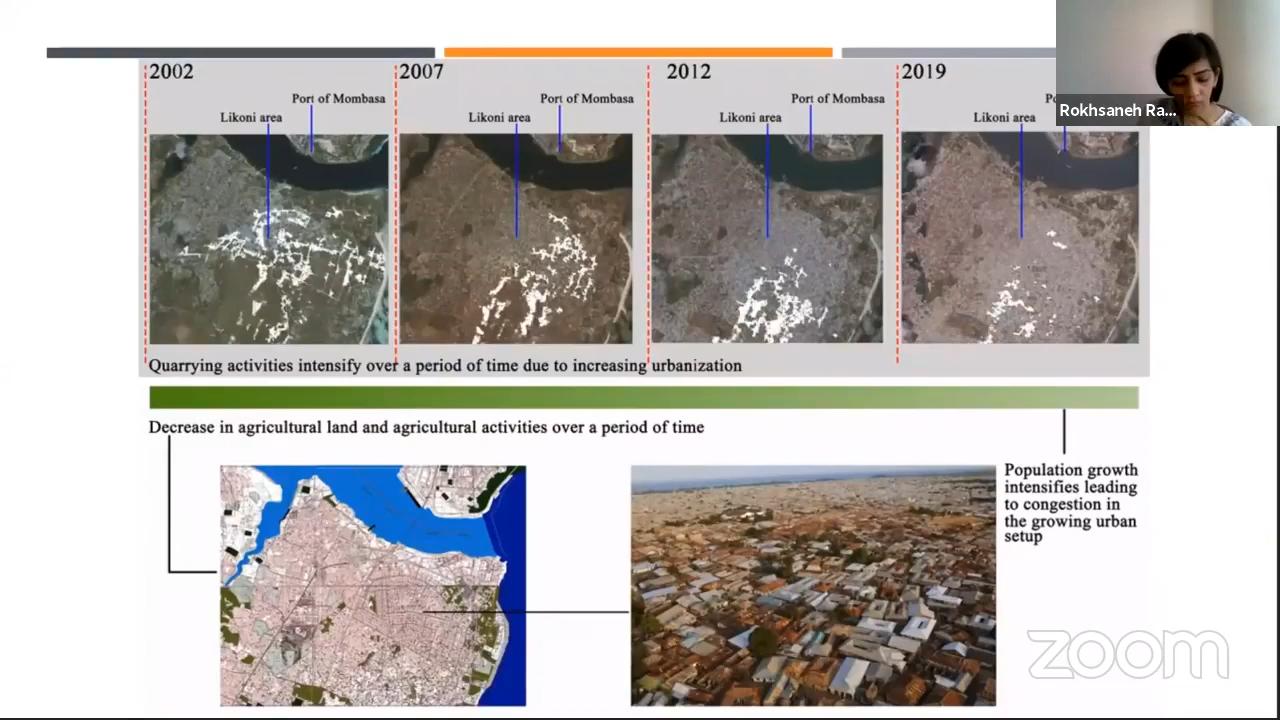 2002
2007
2012
2019
Port of Mombasa
Port of Mombasa
Port of Mombasa
Likoni area
Likoni area
Likoni area
Likoni area
Rokhsaneh Ra...
Quarrying activities intensify over a period of time due to increasing urbanization
Decrease in agricultural land and agricultural activities over a period of time
Population growth
intensifies leading
to congestion in
the growing urban
setup
zoom